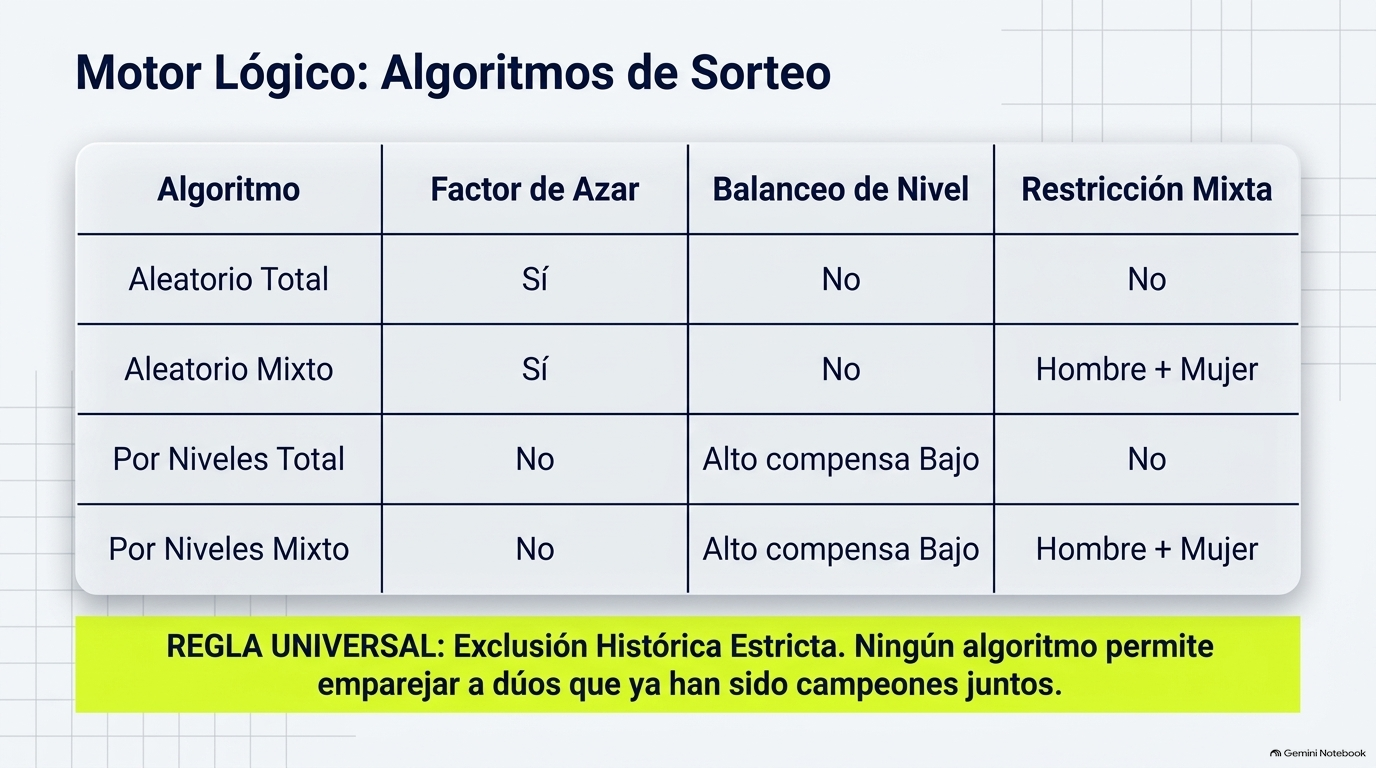 Motor Lógico: Algoritmos de Sorteo
Algoritmo Factor de Azar Balanceo de Nivel Restricción Mixta
Aleatorio Total Sí No No
Aleatorio Mixto Sí No Hombre + Mujer
Por Niveles Total No Alto compensa Bajo No
Por Niveles Mixto No Alto compensa Bajo Hombre + Mujer
REGLA UNIVERSAL: Exclusión Histórica Estricta. Ningún algoritmo permite
emparejar a dúos que ya han sido campeones juntos.
Gemini Notebook